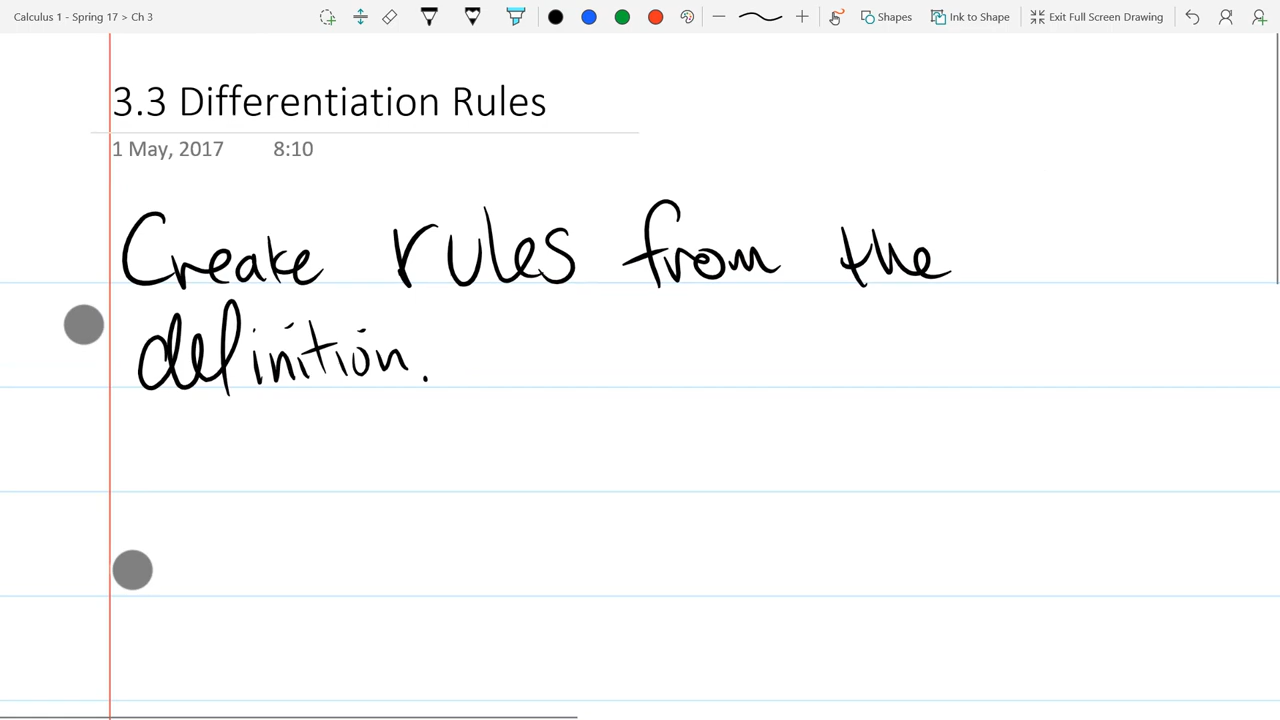 Calculus 1 - Spring 17 > Ch 3
Shapes
Ink to Shape
Exit Full Screen Drawing
3.3 Differentiation Rules
1 May, 2017 8:10
Create rules from the
definition.